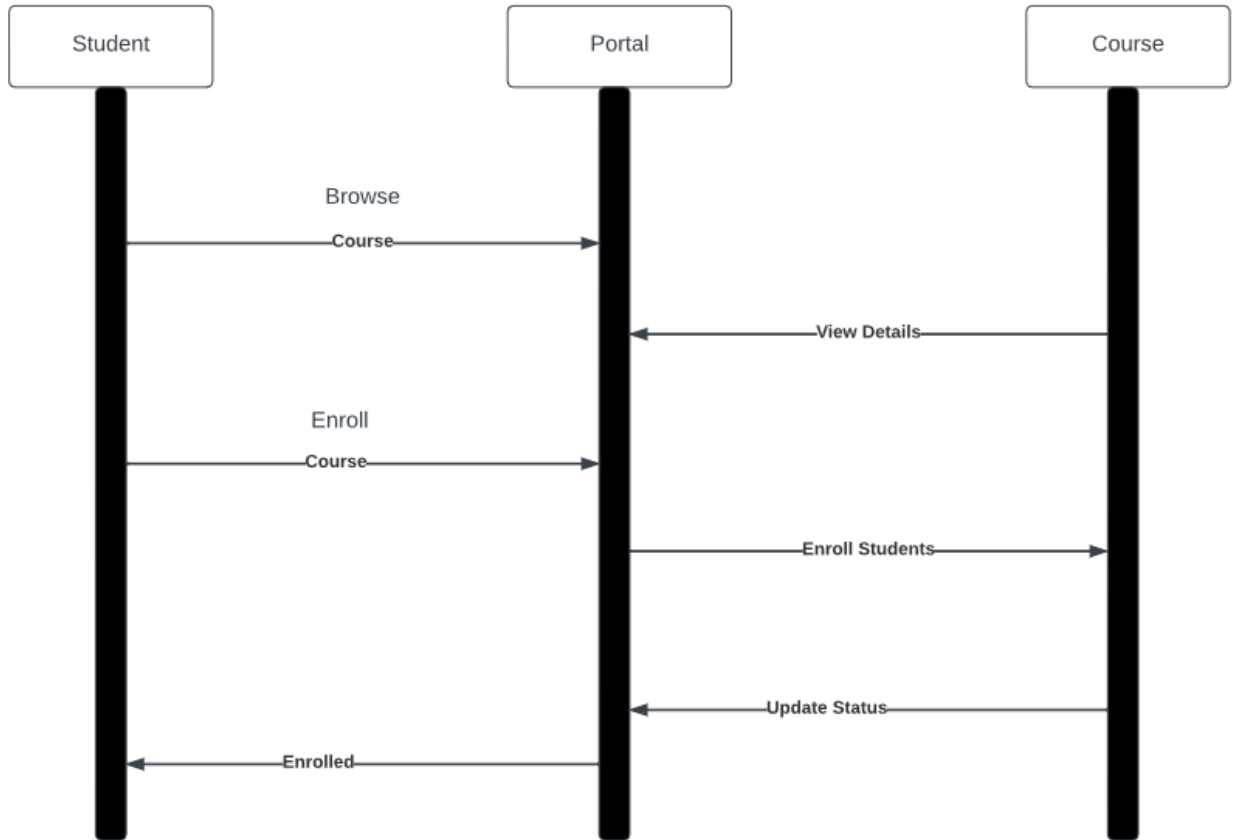 Student
Portal
Course
Browse
Course
View Details
Enroll
Course
Enroll Students
Update Status
Enrolled